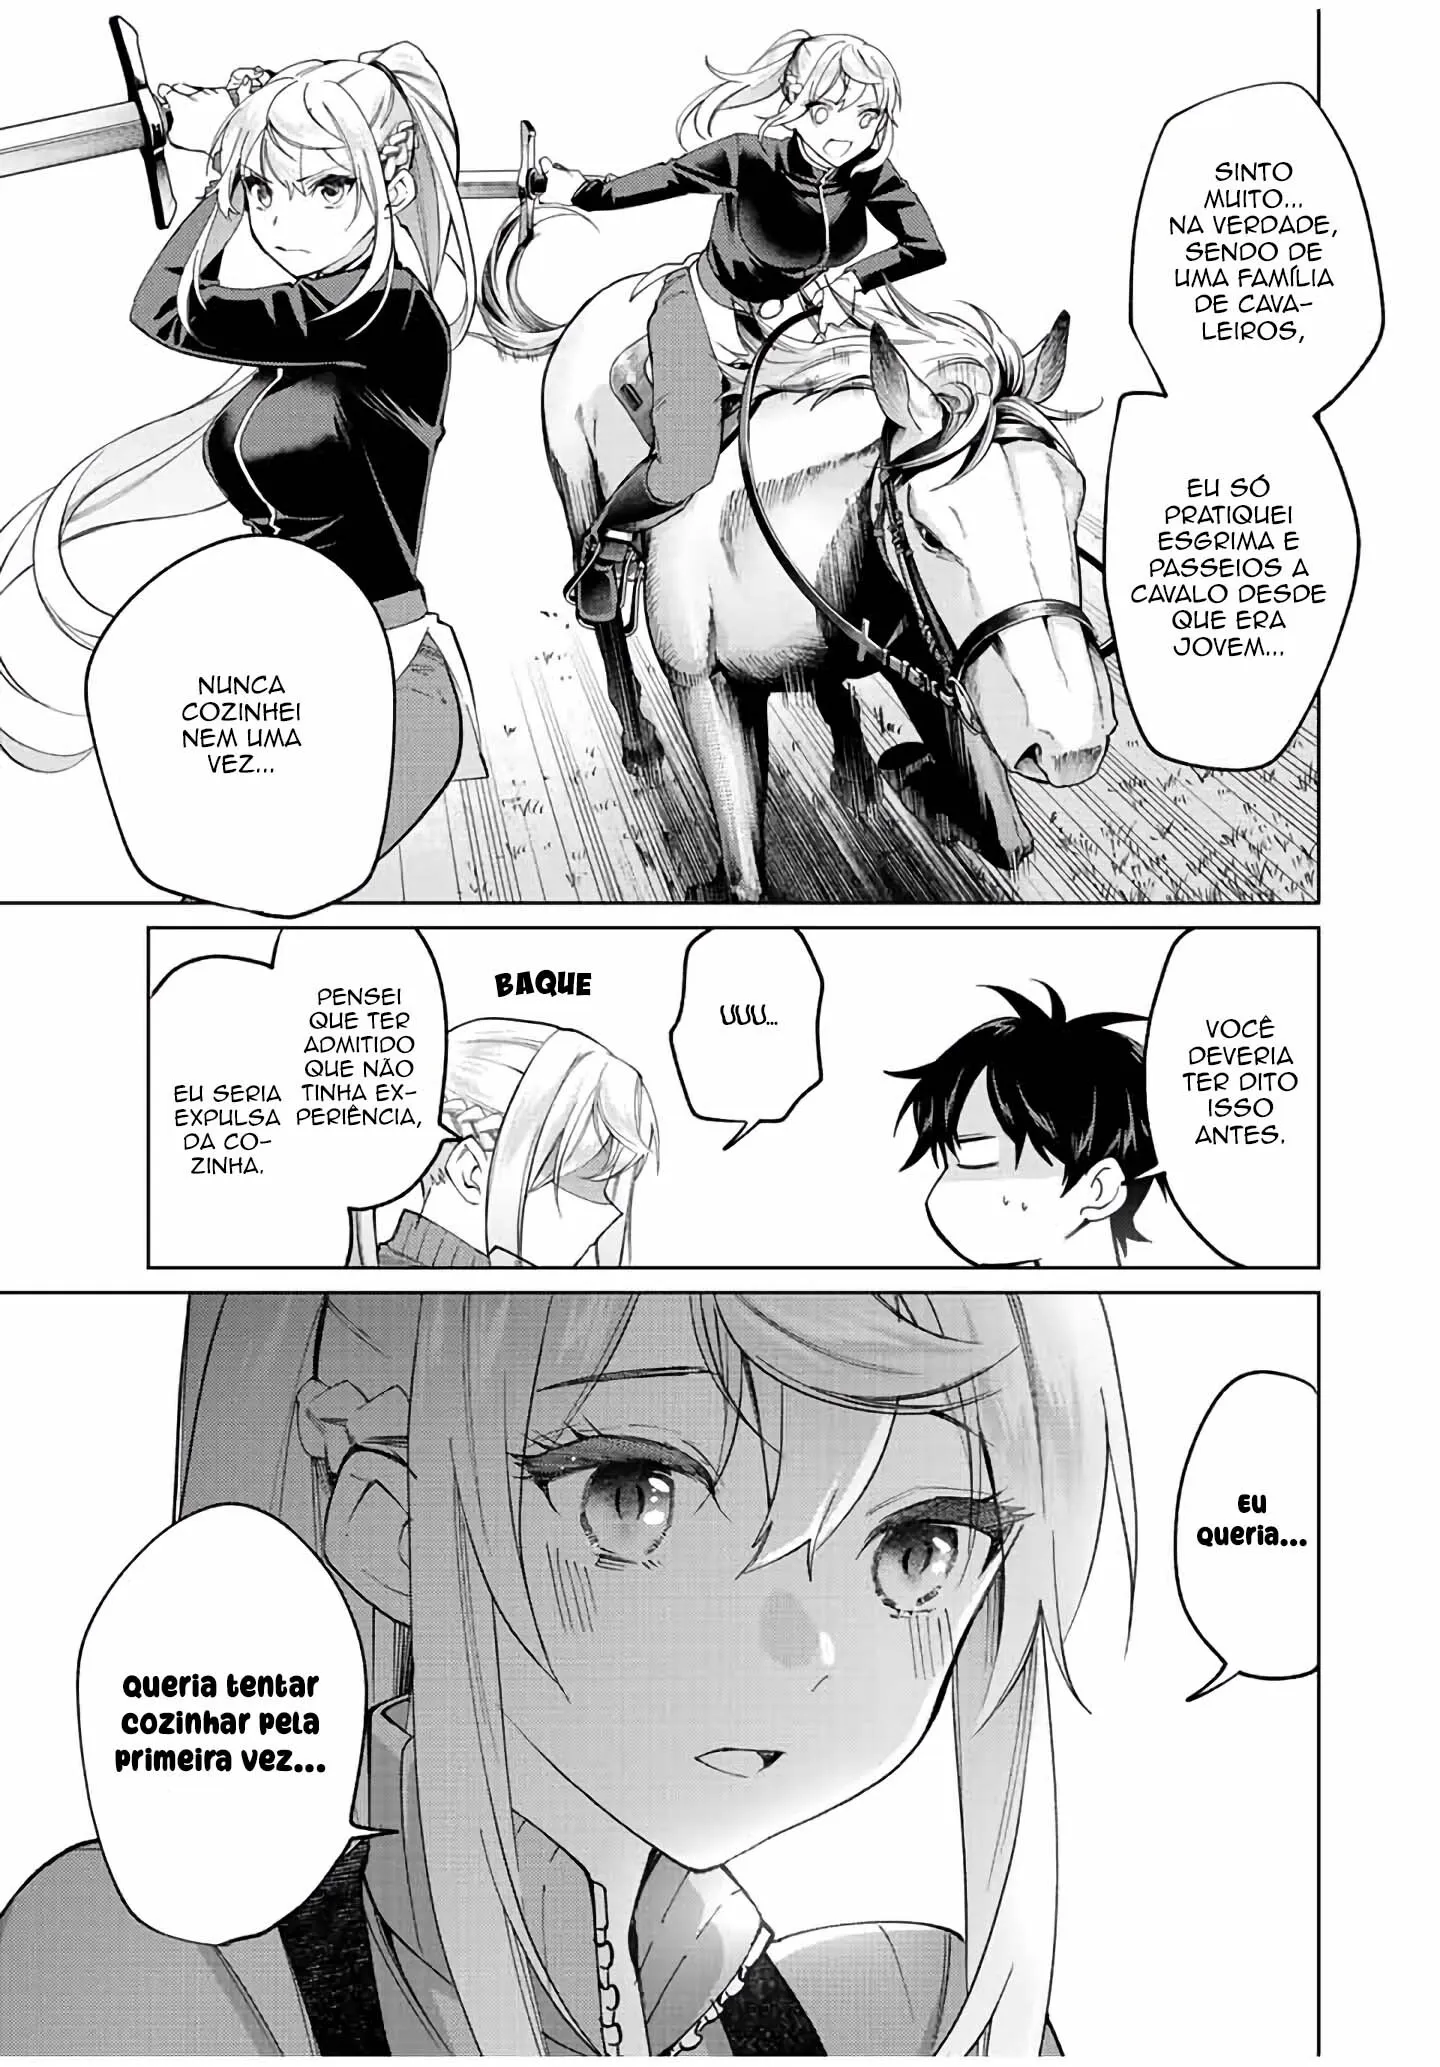 SINTO
MUITO...
NA VERDADE,
SENDO DE
UMA FAMÍLIA
DE CAVA-
LEIROS,
EU SÓ
PRATIQUEI
ESGRIMA E
PASSEIOS A
CAVALO DESDE
QUE ERA
JOVEM...
NUNCA
COZINHEI
NEM UMA
VEZ...
VOCÊ
DEVERIA
TER DITO
ISSO
ANTES.
UUU...
BAQUE
PENSEI
QUE TER
ADMITIDO
QUE NÃO
TINHA EX-
PERIÊNCIA,
EU SERIA
EXPULSA
DA CO-
ZINHA.
EU
QUERIA...
QUERIA TENTAR
COZINHAR PELA
PRIMEIRA VEZ...